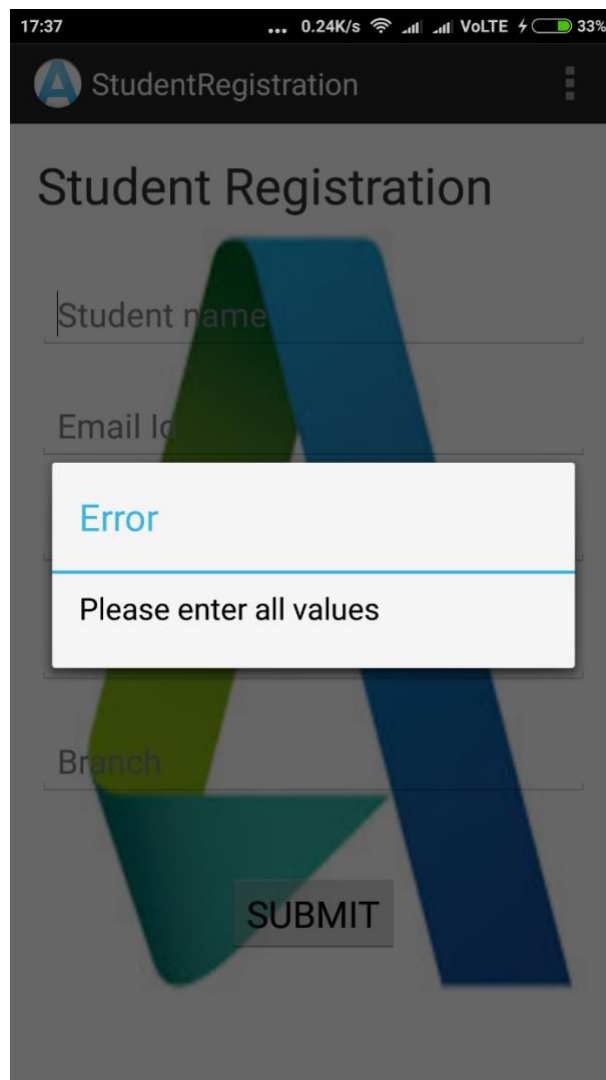 17:37 ... 0.24K/s VoLTE 33%
StudentRegistration
Student Registration
Student name
Email Id
Error
Please enter all values
Branch
SUBMIT